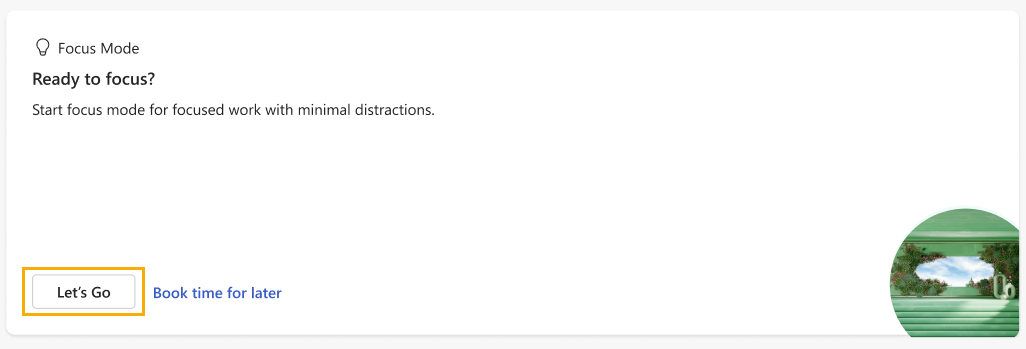 Focus Mode
Ready to focus?
Start focus mode for focused work with minimal distractions.
Let's Go
Book time for later